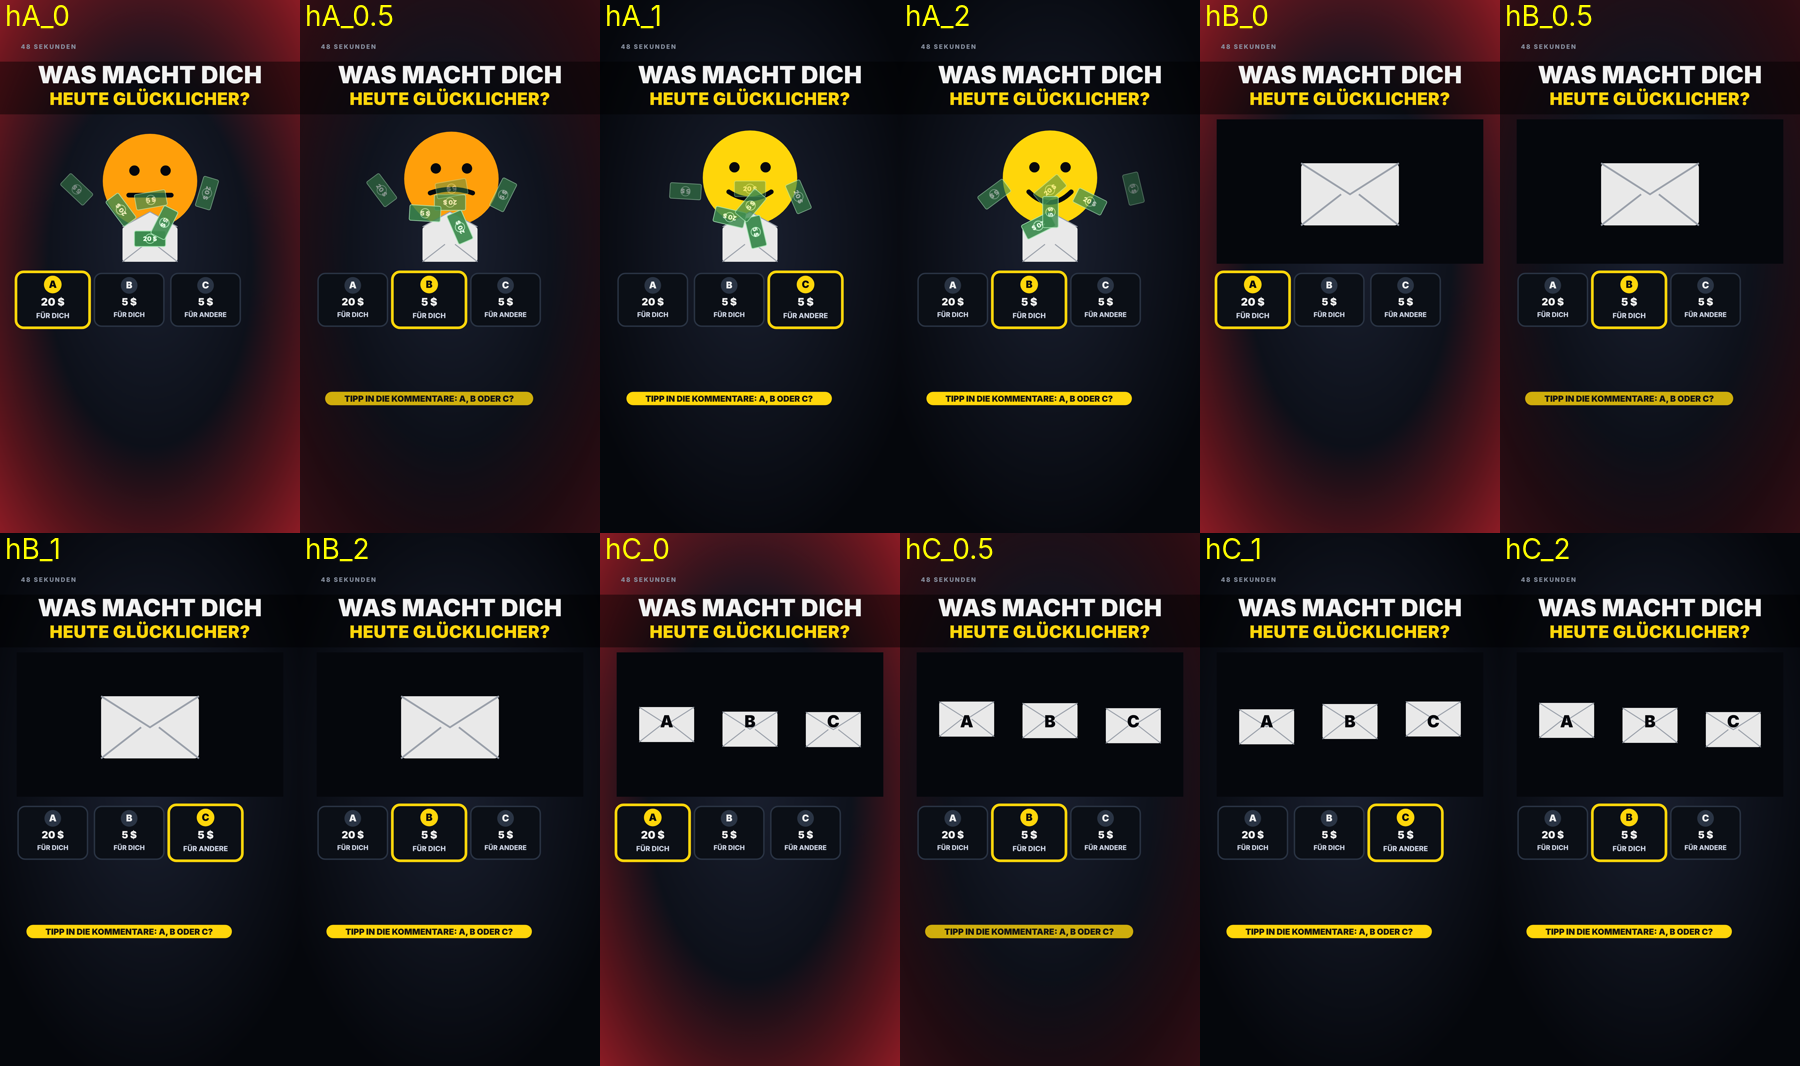 hA_0
48 SEKUNDEN
WAS MACHT DICH
HEUTE GLÜCKLICHER?
5 $
20 $
A
20 $
FÜR DICH
B
5 $
FÜR DICH
C
5 $
FÜR ANDERE
hA_0.5
48 SEKUNDEN
WAS MACHT DICH
HEUTE GLÜCKLICHER?
A
20 $
FÜR DICH
B
5 $
FÜR DICH
C
5 $
FÜR ANDERE
TIPP IN DIE KOMMENTARE: A, B ODER C?
hA_1
48 SEKUNDEN
WAS MACHT DICH
HEUTE GLÜCKLICHER?
20 $
A
20 $
FÜR DICH
B
5 $
FÜR DICH
C
5 $
FÜR ANDERE
TIPP IN DIE KOMMENTARE: A, B ODER C?
hA_2
48 SEKUNDEN
WAS MACHT DICH
HEUTE GLÜCKLICHER?
20 $
20 $
A
20 $
FÜR DICH
B
5 $
FÜR DICH
C
5 $
FÜR ANDERE
TIPP IN DIE KOMMENTARE: A, B ODER C?
hB_0
48 SEKUNDEN
WAS MACHT DICH
HEUTE GLÜCKLICHER?
A
20 $
FÜR DICH
B
5 $
FÜR DICH
C
5 $
FÜR ANDERE
hB_0.5
48 SEKUNDEN
WAS MACHT DICH
HEUTE GLÜCKLICHER?
A
20 $
FÜR DICH
B
5 $
FÜR DICH
C
5 $
FÜR ANDERE
TIPP IN DIE KOMMENTARE: A, B ODER C?
hB_1
48 SEKUNDEN
WAS MACHT DICH
HEUTE GLÜCKLICHER?
A
20 $
FÜR DICH
B
5 $
FÜR DICH
C
5 $
FÜR ANDERE
TIPP IN DIE KOMMENTARE: A, B ODER C?
hB_2
48 SEKUNDEN
WAS MACHT DICH
HEUTE GLÜCKLICHER?
A
20 $
FÜR DICH
B
5 $
FÜR DICH
C
5 $
FÜR ANDERE
TIPP IN DIE KOMMENTARE: A, B ODER C?
hC_0
48 SEKUNDEN
WAS MACHT DICH
HEUTE GLÜCKLICHER?
A B C
A
20 $
FÜR DICH
B
5 $
FÜR DICH
C
5 $
FÜR ANDERE
hC_0.5
48 SEKUNDEN
WAS MACHT DICH
HEUTE GLÜCKLICHER?
A B C
A
20 $
FÜR DICH
B
5 $
FÜR DICH
C
5 $
FÜR ANDERE
TIPP IN DIE KOMMENTARE: A, B ODER C?
hC_1
48 SEKUNDEN
WAS MACHT DICH
HEUTE GLÜCKLICHER?
A B C
A
20 $
FÜR DICH
B
5 $
FÜR DICH
C
5 $
FÜR ANDERE
TIPP IN DIE KOMMENTARE: A, B ODER C?
hC_2
48 SEKUNDEN
WAS MACHT DICH
HEUTE GLÜCKLICHER?
A B C
A
20 $
FÜR DICH
B
5 $
FÜR DICH
C
5 $
FÜR ANDERE
TIPP IN DIE KOMMENTARE: A, B ODER C?